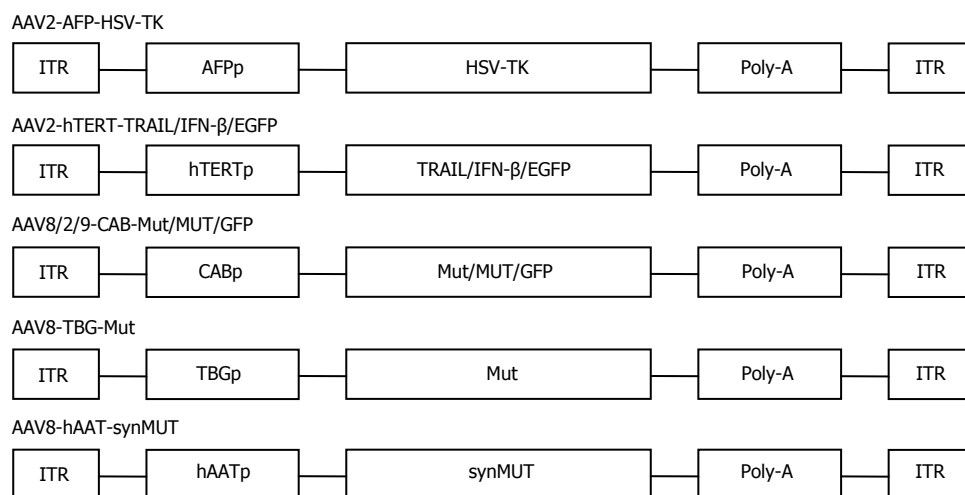 AAV2-AFP-HSV-TK
ITR AFPp HSV-TK Poly-A ITR
AAV2-hTERT-TRAIL/IFN-β/EGFP
ITR hTERTp TRAIL/IFN-β/EGFP Poly-A ITR
AAV8/2/9-CAB-Mut/MUT/GFP
ITR CABp Mut/MUT/GFP Poly-A ITR
AAV8-TBG-Mut
ITR TBGp Mut Poly-A ITR
AAV8-hAAT-synMUT
ITR hAATp synMUT Poly-A ITR